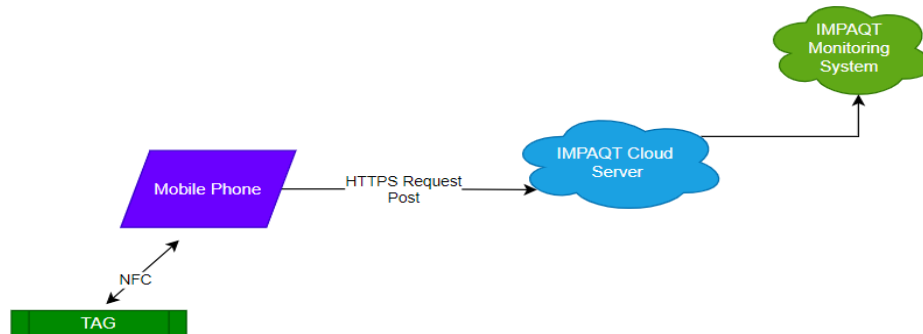 IMPAQT
Monitoring
System
IMPAQT Cloud
Server
Mobile Phone
HTTPS Request
Post
NFC
TAG